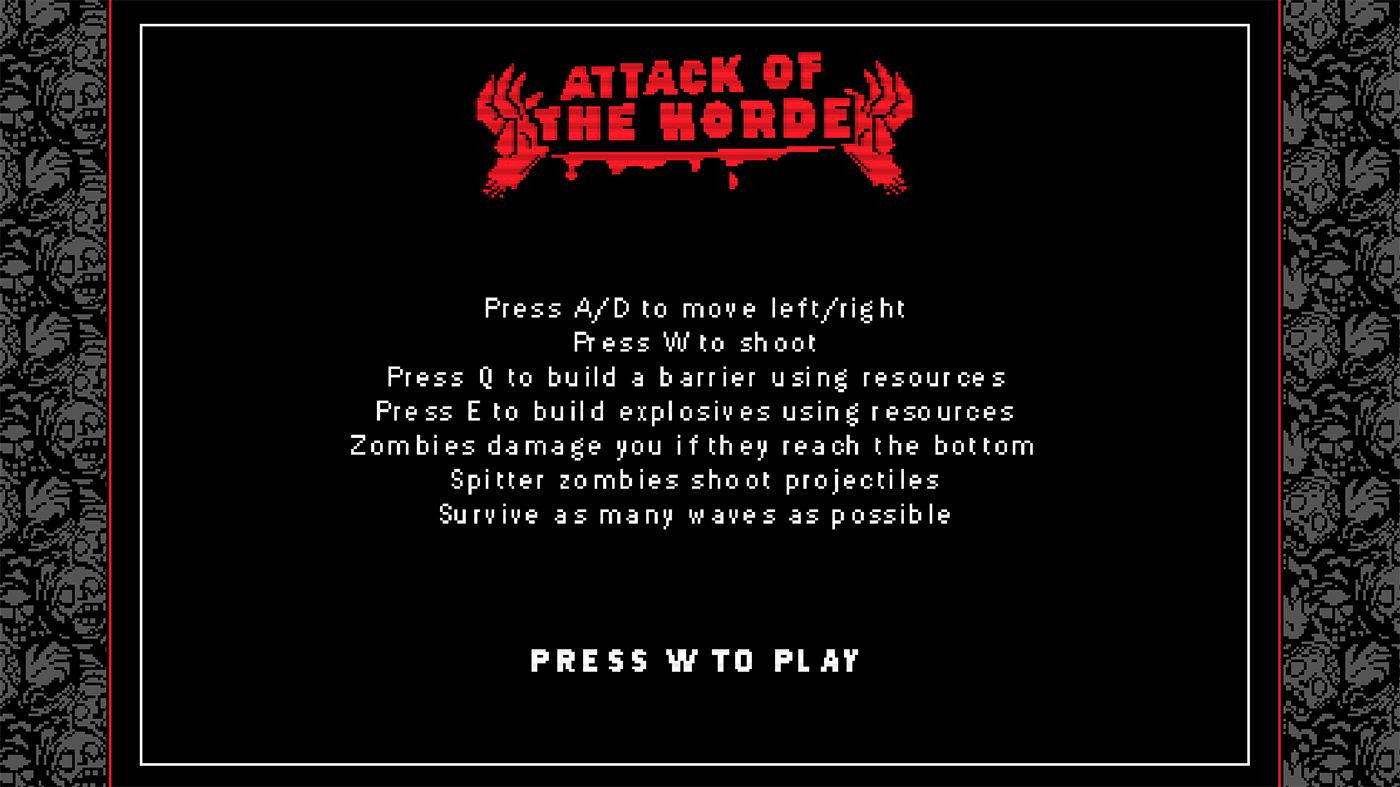 ATTACK OF
THE HORDE
Press A/D to move left/right
Press W to shoot
Press Q to build a barrier using resources
Press E to build explosives using resources
Zombies damage you if they reach the bottom
Spitter zombies shoot projectiles
Survive as many waves as possible
PRESS W TO PLAY